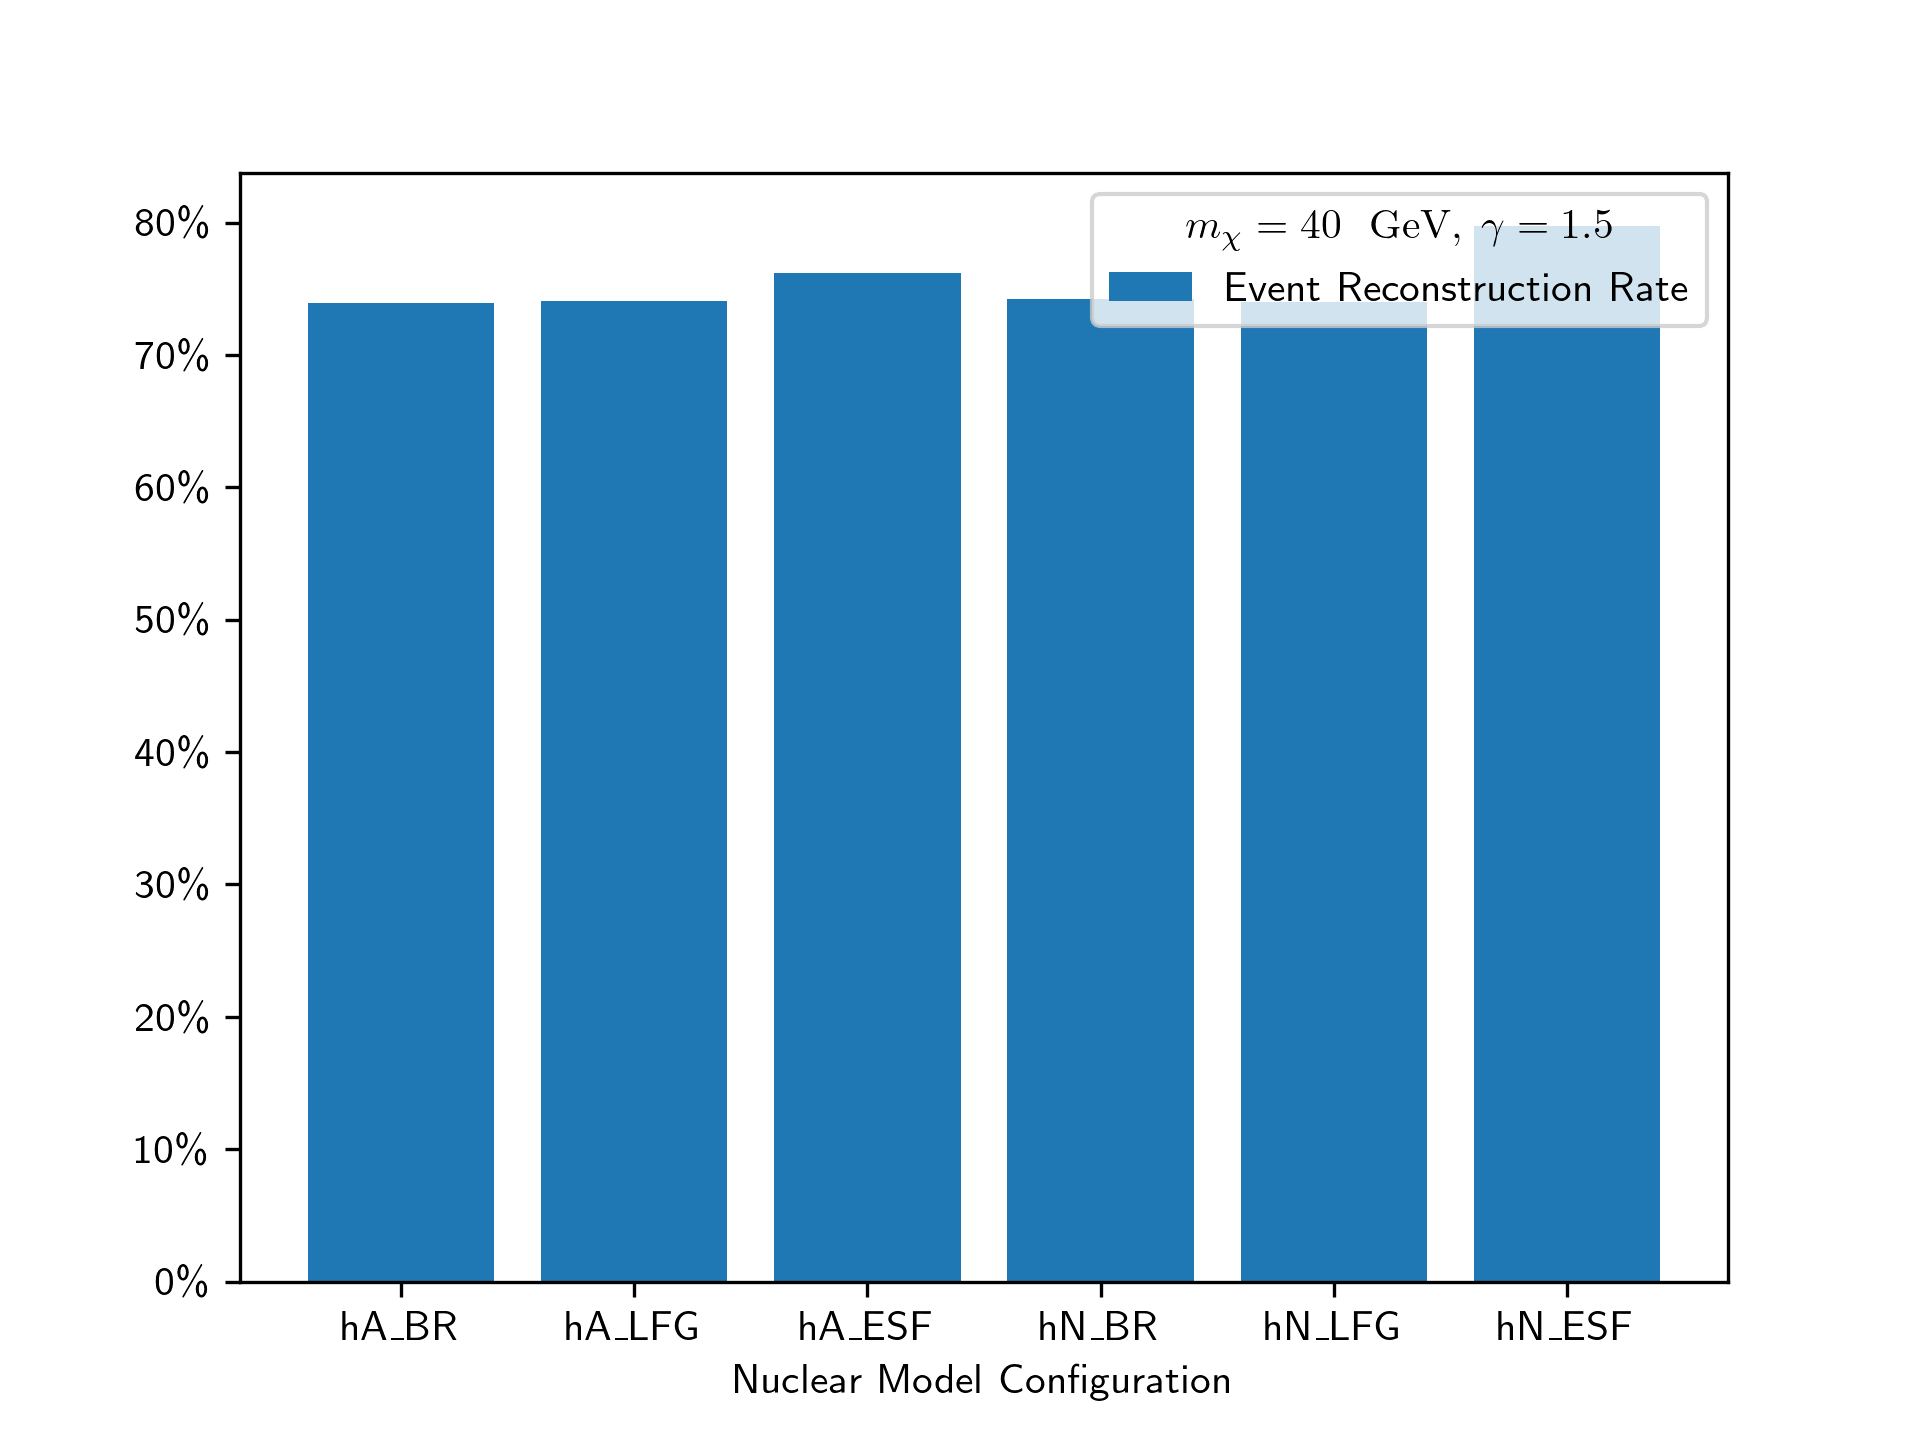 m_χ = 40 GeV, γ = 1.5
Event Reconstruction Rate
80%
70%
60%
50%
40%
30%
20%
10%
0%
hA_BR hA_LFG hA_ESF hN_BR hN_LFG hN_ESF
Nuclear Model Configuration